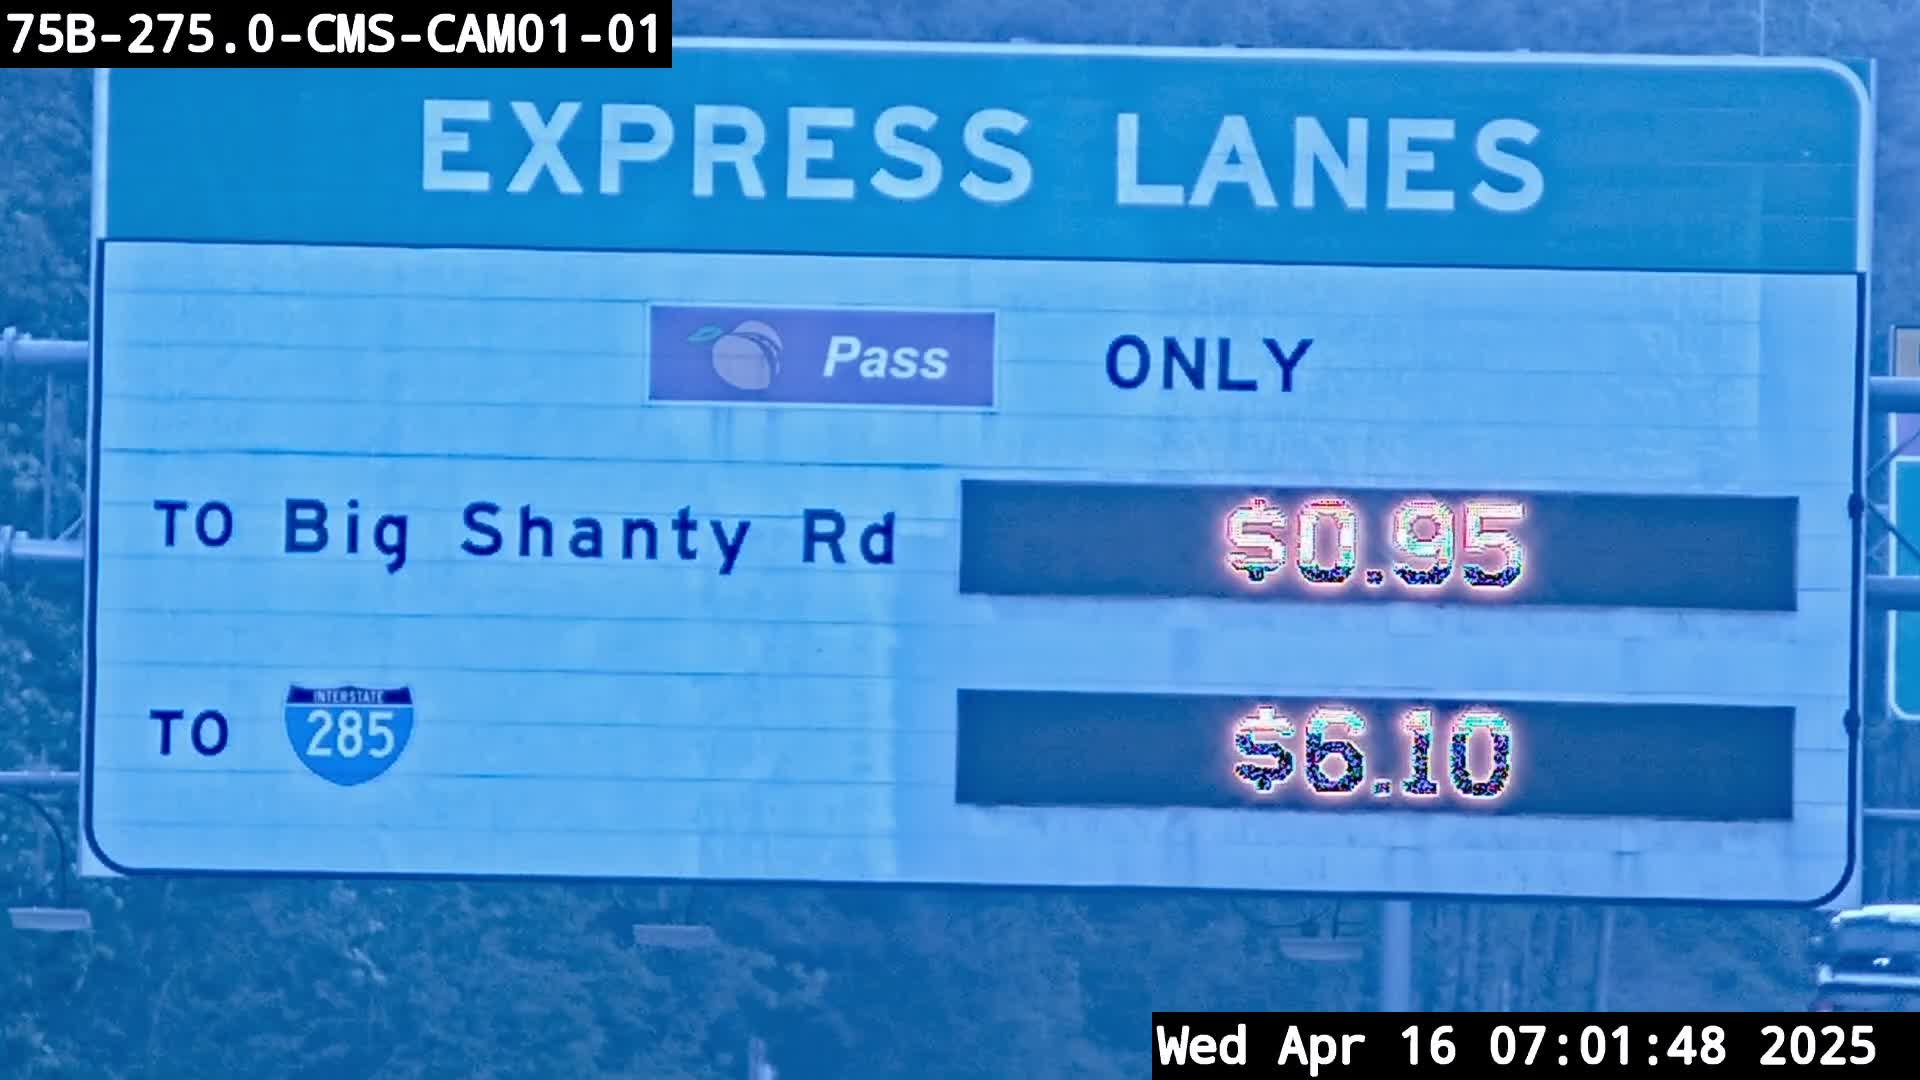 75B-275.0-CMS-CAM01-01
EXPRESS LANES
Pass ONLY
TO Big Shanty Rd $0.95
INTERSTATE
TO 285 $6.10
Wed Apr 16 07:01:48 2025